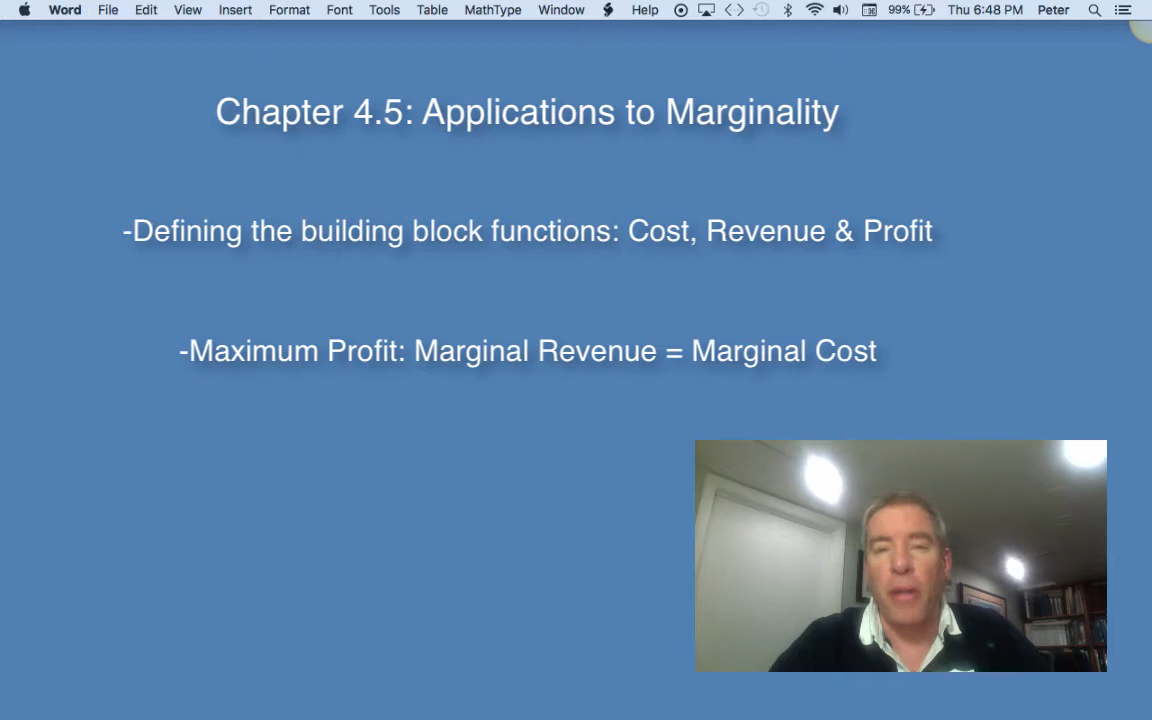 Word File Edit View Insert Format Font Tools Table MathType Window Help 99% Thu 6:48 PM Peter
Chapter 4.5: Applications to Marginality
-Defining the building block functions: Cost, Revenue & Profit
-Maximum Profit: Marginal Revenue = Marginal Cost